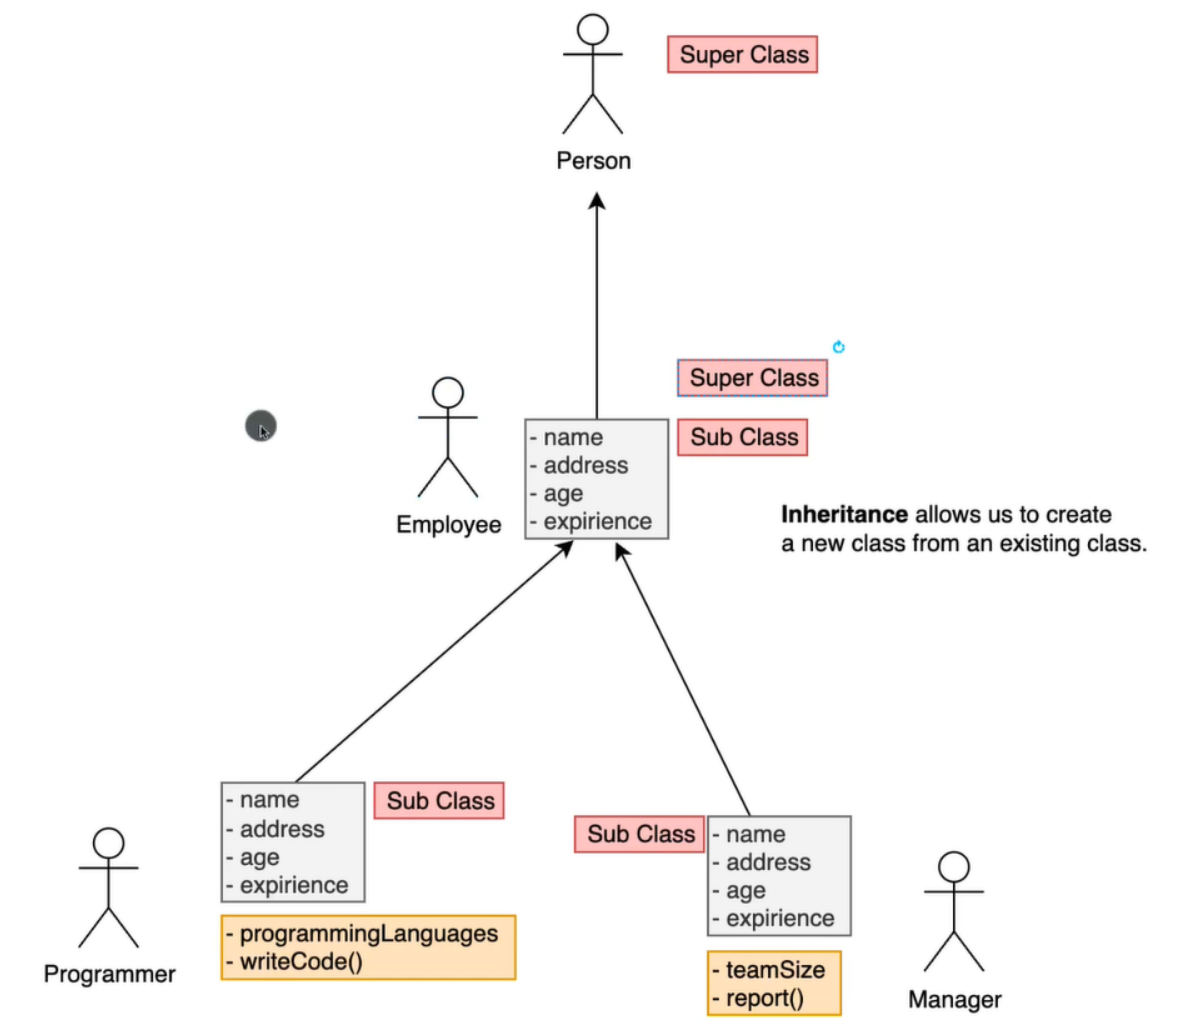 Super Class
Person
Super Class
- name
- address
- age
- expirience
Sub Class
Employee
Inheritance allows us to create
a new class from an existing class.
- name
- address
- age
- expirience
Sub Class
- programmingLanguages
- writeCode()
Programmer
Sub Class
- name
- address
- age
- expirience
- teamSize
- report()
Manager